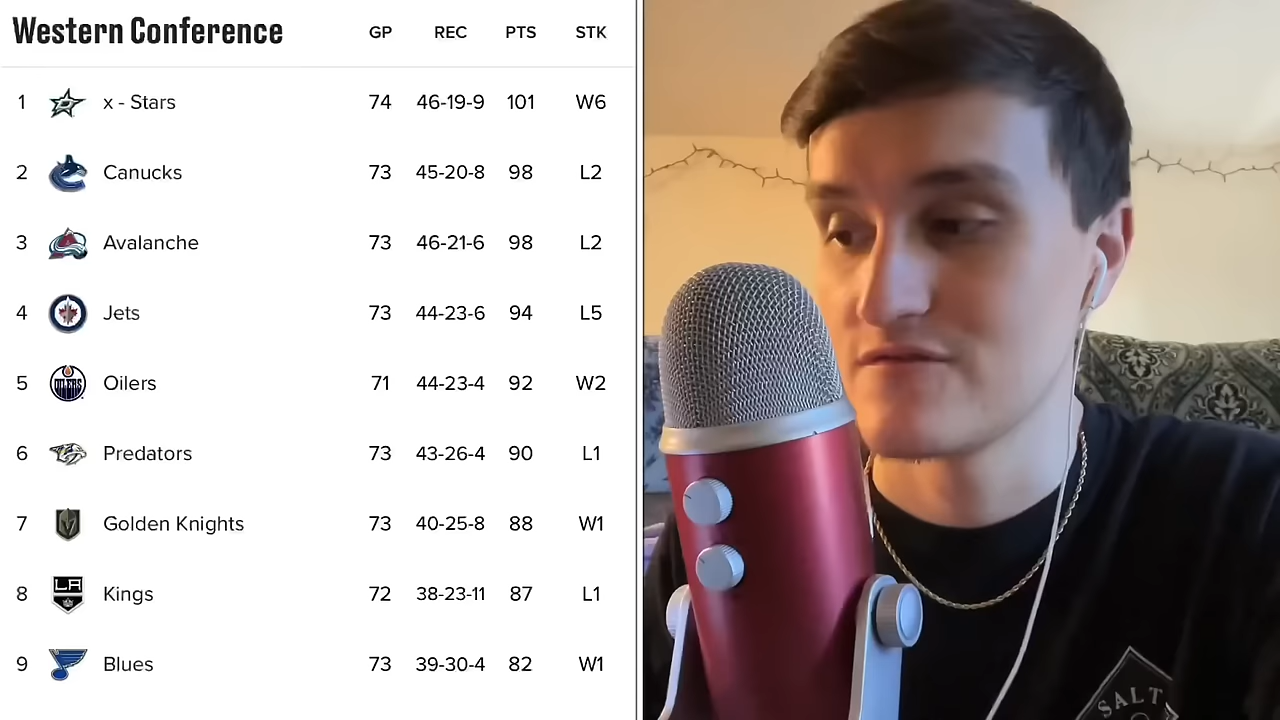 Western Conference GP REC PTS STK
1 x - Stars 74 46-19-9 101 W6
2 Canucks 73 45-20-8 98 L2
3 Avalanche 73 46-21-6 98 L2
4 Jets 73 44-23-6 94 L5
5 OILERS Oilers 71 44-23-4 92 W2
6 Predators 73 43-26-4 90 L1
7 Golden Knights 73 40-25-8 88 W1
8 LA Kings 72 38-23-11 87 L1
9 Blues 73 39-30-4 82 W1
SALT